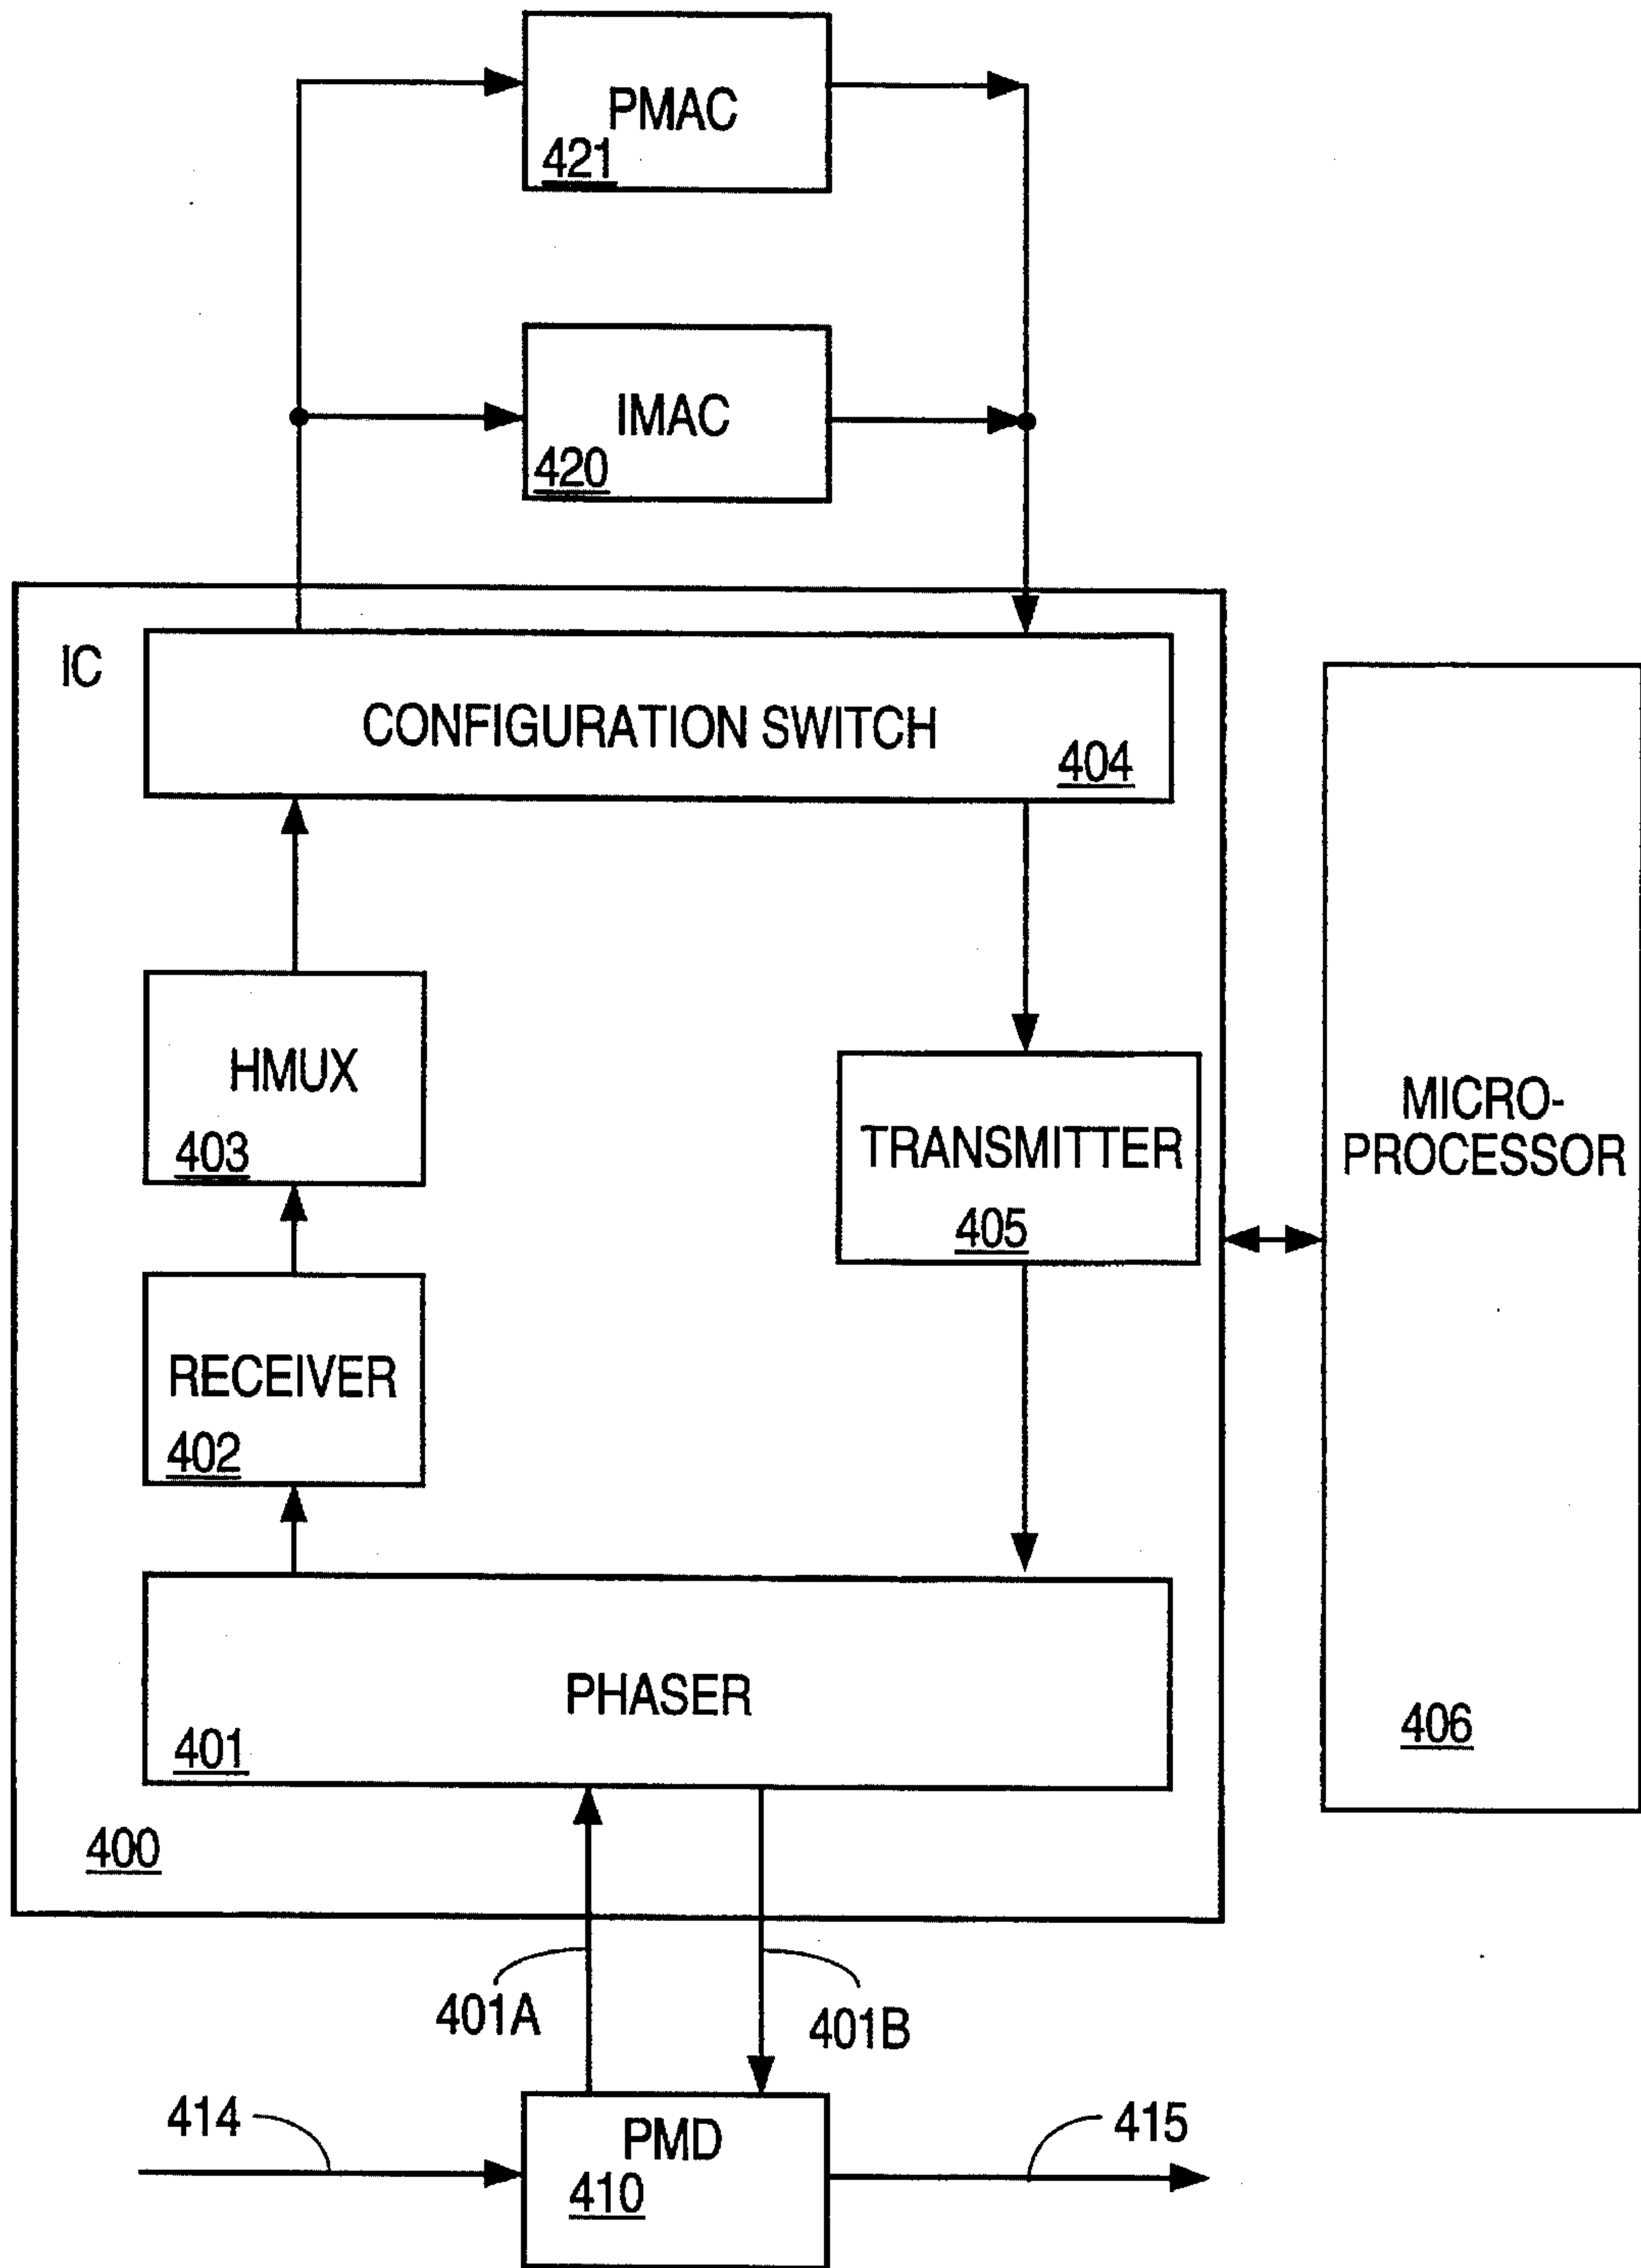 PMAC
421
IMAC
420
IC
CONFIGURATION SWITCH
404
HMUX
403
TRANSMITTER
405
MICRO-
PROCESSOR
RECEIVER
402
PHASER
401
406
400
401A
401B
414
PMD
410
415